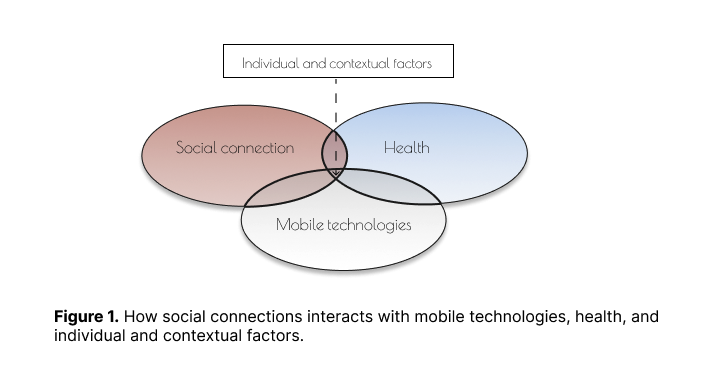 Individual and contextual factors
Social connection
Health
Mobile technologies
Figure 1. How social connections interacts with mobile technologies, health, and
individual and contextual factors.